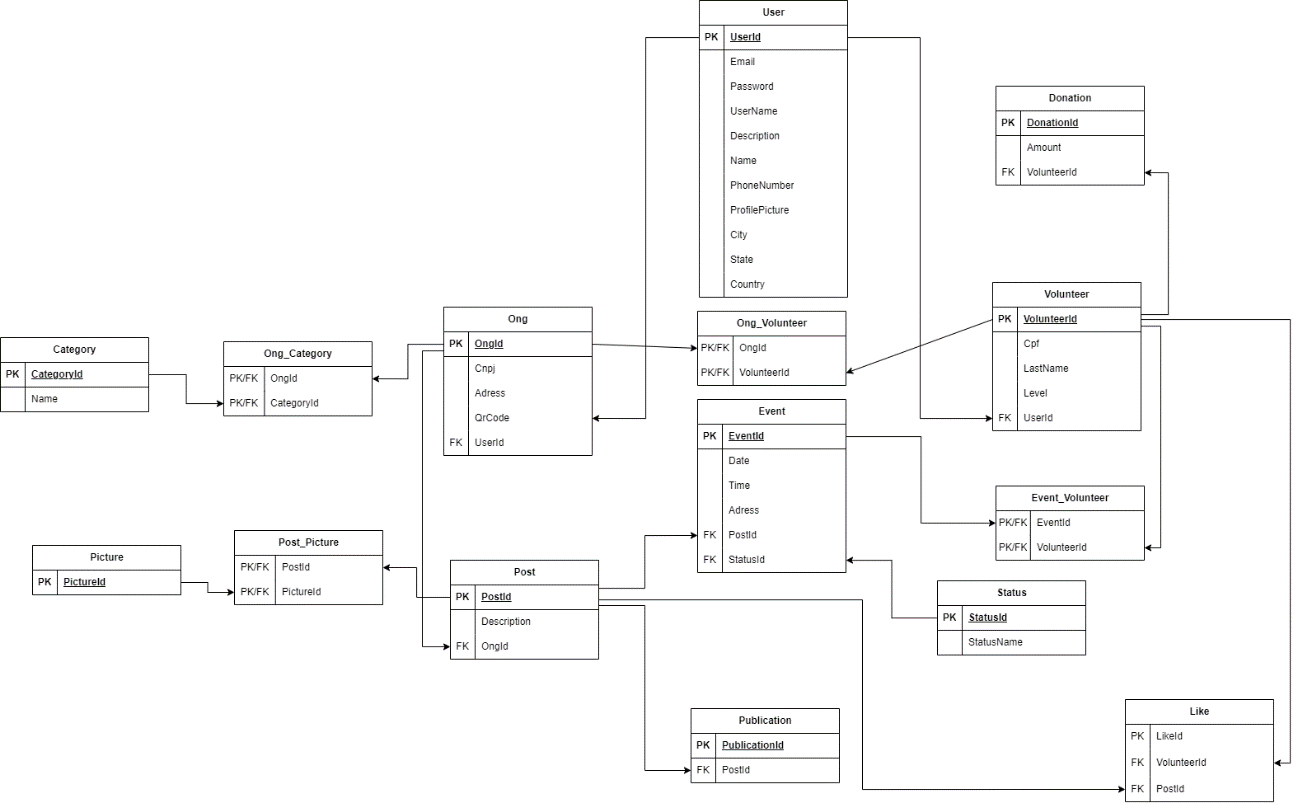 User
PK UserId
Email
Password
UserName
Description
Name
PhoneNumber
ProfilePicture
City
State
Country
Donation
PK DonationId
Amount
FK VolunteerId
Volunteer
PK VolunteerId
Cpf
LastName
Level
FK UserId
Ong
PK OngId
Cnpj
Adress
QrCode
FK UserId
Ong_Volunteer
PK/FK OngId
PK/FK VolunteerId
Category
PK CategoryId
Name
Ong_Category
PK/FK OngId
PK/FK CategoryId
Event
PK EventId
Date
Time
Adress
FK PostId
FK StatusId
Event_Volunteer
PK/FK EventId
PK/FK VolunteerId
Picture
PK PictureId
Post_Picture
PK/FK PostId
PK/FK PictureId
Post
PK PostId
Description
FK OngId
Status
PK StatusId
StatusName
Publication
PK PublicationId
FK PostId
Like
PK LikeId
FK VolunteerId
FK PostId